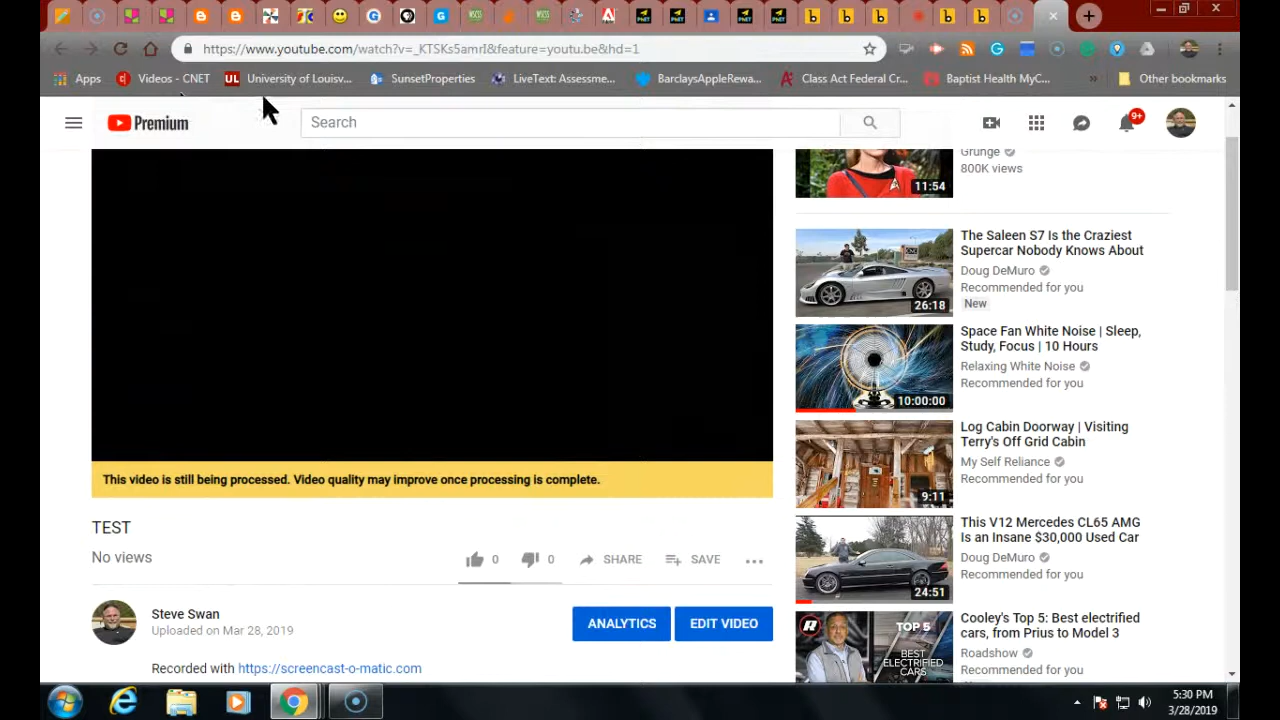 https://www.youtube.com/watch?v=_KTSKs5amrI&feature=youtu.be&hd=1
Apps
Videos - CNET
UL University of Louisv...
SunsetProperties
LiveText: Assessme...
BarclaysAppleRewa...
Class Act Federal Cr...
Baptist Health MyC...
»
Other bookmarks
Premium
Search
9+
This video is still being processed. Video quality may improve once processing is complete.
TEST
No views
0
0
SHARE
SAVE
Steve Swan
Uploaded on Mar 28, 2019
ANALYTICS
EDIT VIDEO
Recorded with https://screencast-o-matic.com
Grunge
800K views
11:54
The Saleen S7 Is the Craziest
Supercar Nobody Knows About
Doug DeMuro
Recommended for you
New
26:18
Space Fan White Noise | Sleep,
Study, Focus | 10 Hours
Relaxing White Noise
Recommended for you
10:00:00
Log Cabin Doorway | Visiting
Terry's Off Grid Cabin
My Self Reliance
Recommended for you
9:11
This V12 Mercedes CL65 AMG
Is an Insane $30,000 Used Car
Doug DeMuro
Recommended for you
24:51
Cooley's Top 5: Best electrified
cars, from Prius to Model 3
Roadshow
Recommended for you
TOP 5
BEST
ELECTRIFIED
CARS
5:30 PM
3/28/2019